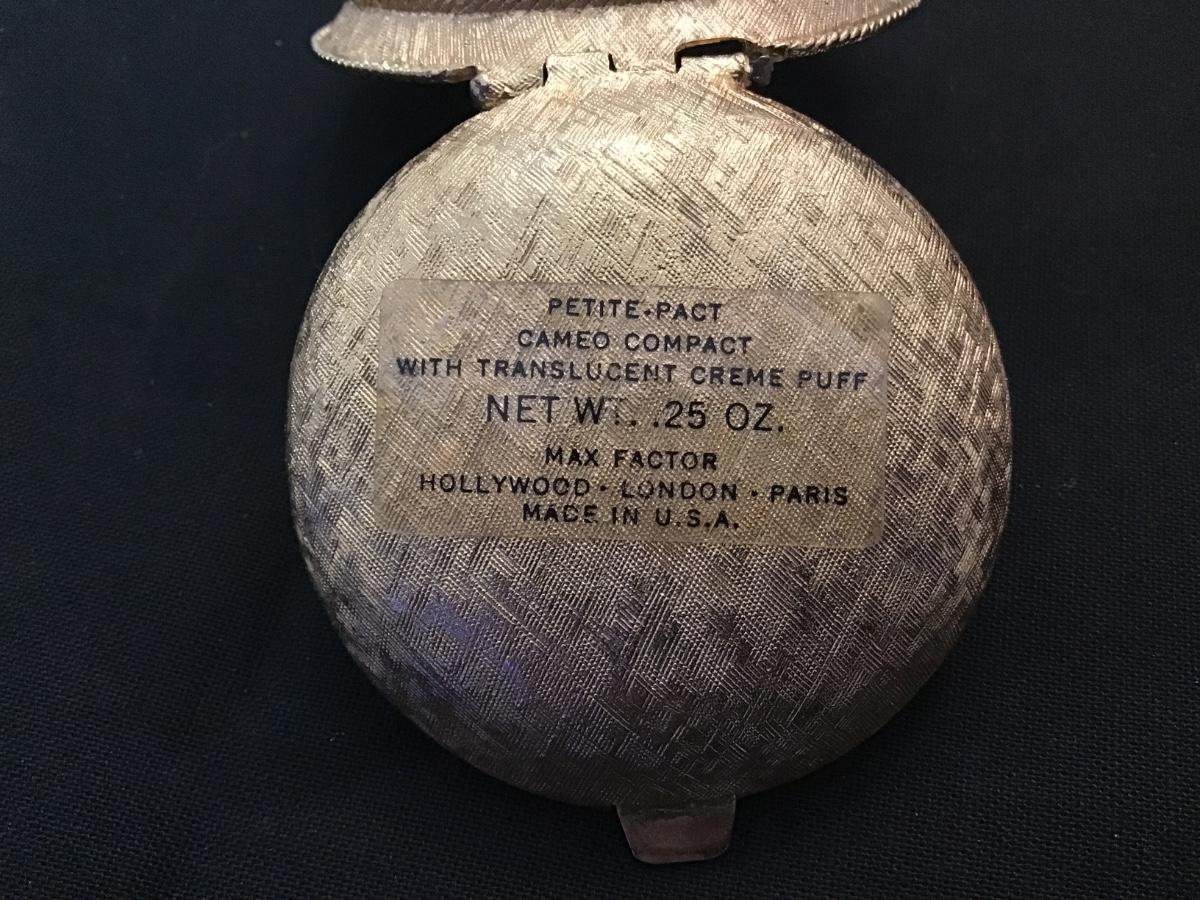 PETITE-PACT
CAMEO COMPACT
WITH TRANSLUCENT CREME PUFF
NET WT. .25 OZ.
MAX FACTOR
HOLLYWOOD · LONDON · PARIS
MADE IN U.S.A.